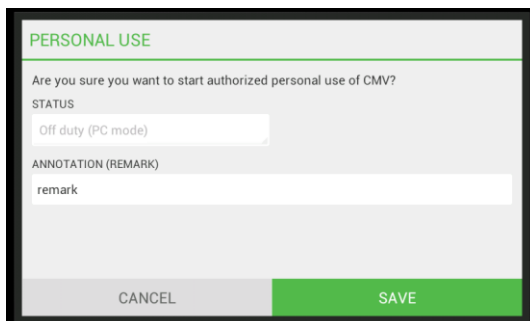 PERSONAL USE
Are you sure you want to start authorized personal use of CMV?
STATUS
Off duty (PC mode)
ANNOTATION (REMARK)
remark
CANCEL
SAVE